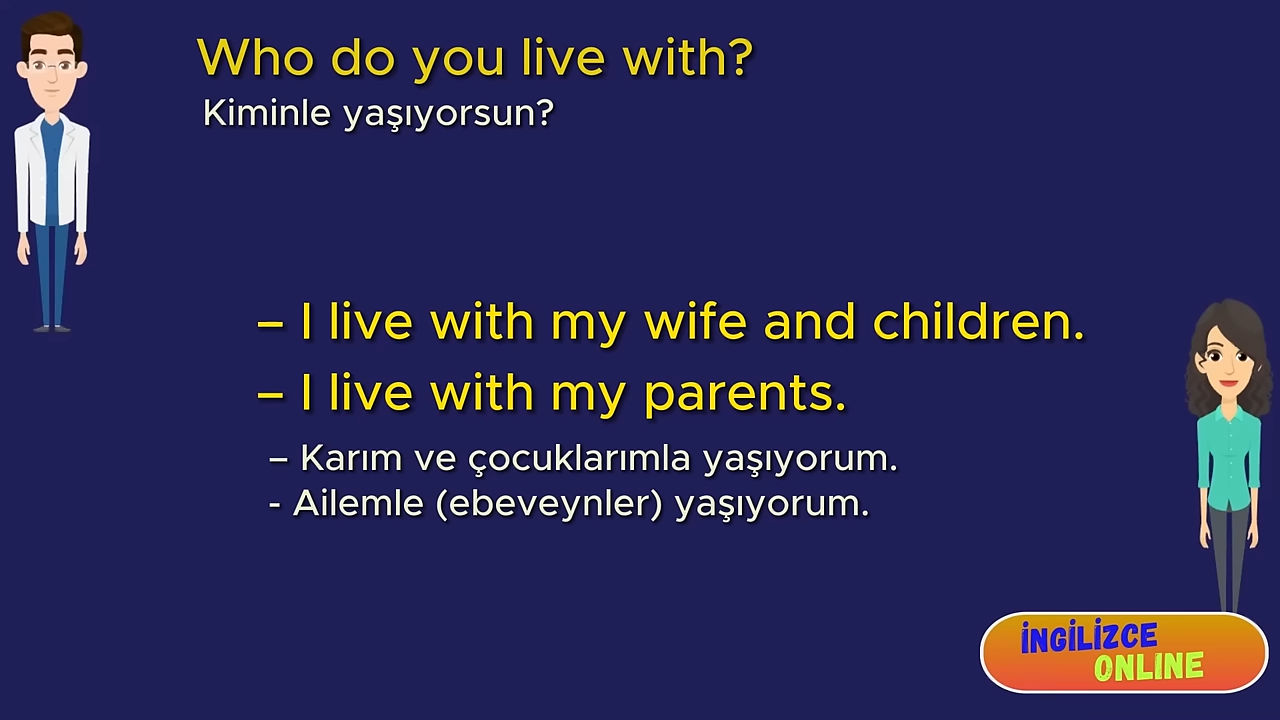 Who do you live with?
Kiminle yaşıyorsun?
– I live with my wife and children.
– I live with my parents.
– Karım ve çocuklarımla yaşıyorum.
- Ailemle (ebeveynler) yaşıyorum.
İNGİLİZCE
ONLINE